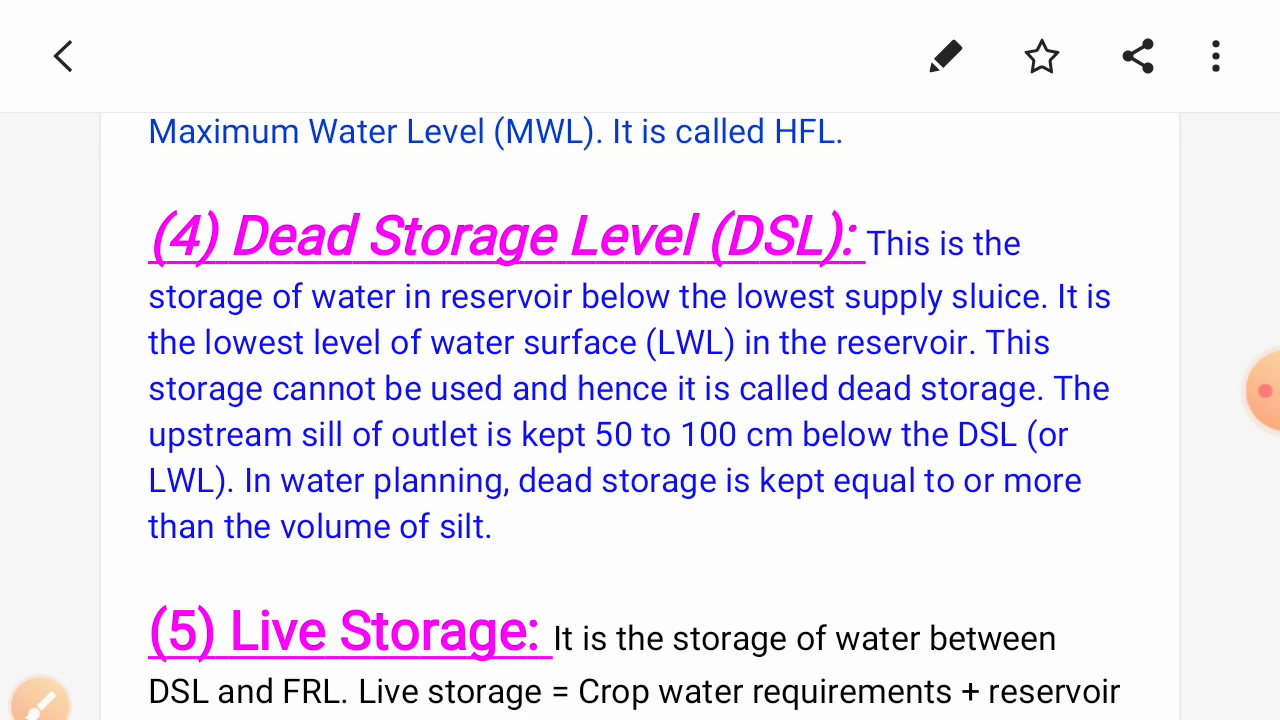 Maximum Water Level (MWL). It is called HFL.
(4) Dead Storage Level (DSL): This is the
storage of water in reservoir below the lowest supply sluice. It is
the lowest level of water surface (LWL) in the reservoir. This
storage cannot be used and hence it is called dead storage. The
upstream sill of outlet is kept 50 to 100 cm below the DSL (or
LWL). In water planning, dead storage is kept equal to or more
than the volume of silt.
(5) Live Storage: It is the storage of water between
DSL and FRL. Live storage = Crop water requirements + reservoir